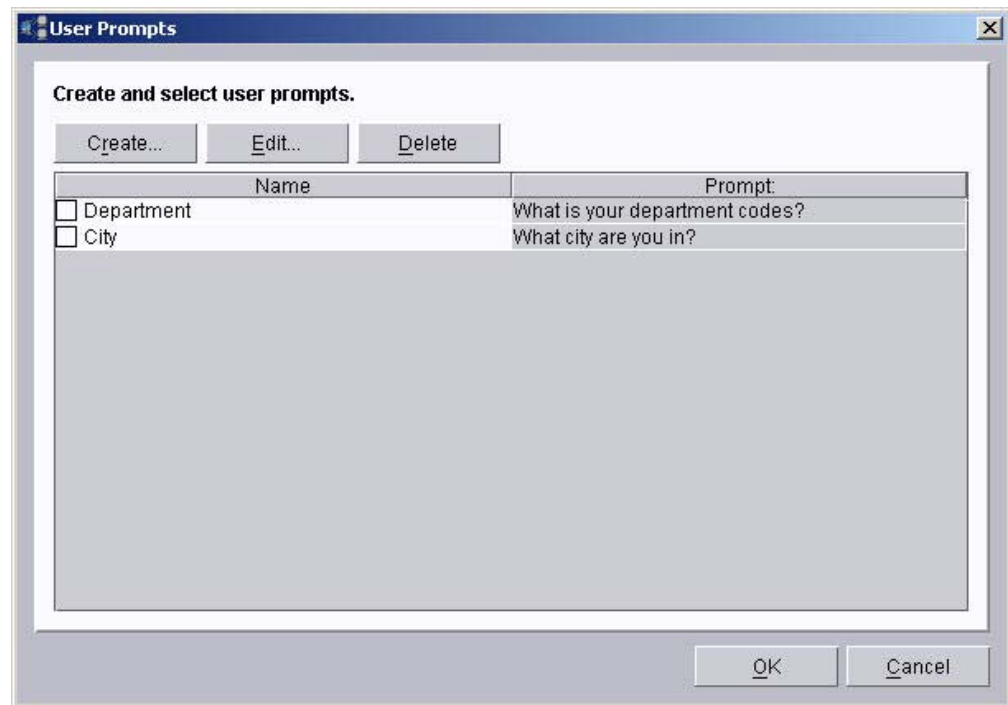 User Prompts
Create and select user prompts.
Create... Edit... Delete
Name Prompt:
Department What is your department codes?
City What city are you in?
OK Cancel